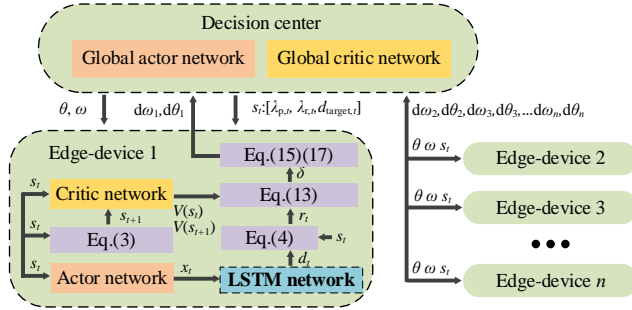 Decision center
Global actor network
Global critic network
θ, ω
dω₁,dθ₁
sₜ:[λₚ,ₜ, λᵣ,ₜ,d_target,t]
dω₂,dθ₂,dω₃,dθ₃,...dωₙ,dθₙ
Edge-device 1
Eq.(15)(17)
δ
θ ω sₜ
Edge-device 2
sₜ
Critic network
V(sₜ)
V(sₜ₊₁)
Eq.(13)
sₜ₊₁
rₜ
θ ω sₜ
Edge-device 3
sₜ
Eq.(3)
Eq.(4)
sₜ
dₜ
sₜ
Actor network
xₜ
LSTM network
θ ω sₜ
Edge-device n